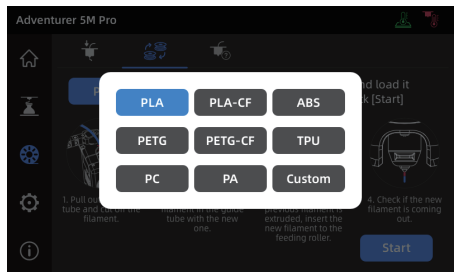 Adventurer 5M Pro
nd load it
k [Start]
PLA
PLA-CF
ABS
PETG
PETG-CF
TPU
PC
PA
Custom
1. Pull
tube and cut off the
filament.
filament in the guide
tube with the new
one.
previous filament is
extruded, insert the
new filament to the
feeding roller.
4. Check if the new
filament is coming
out.
Start